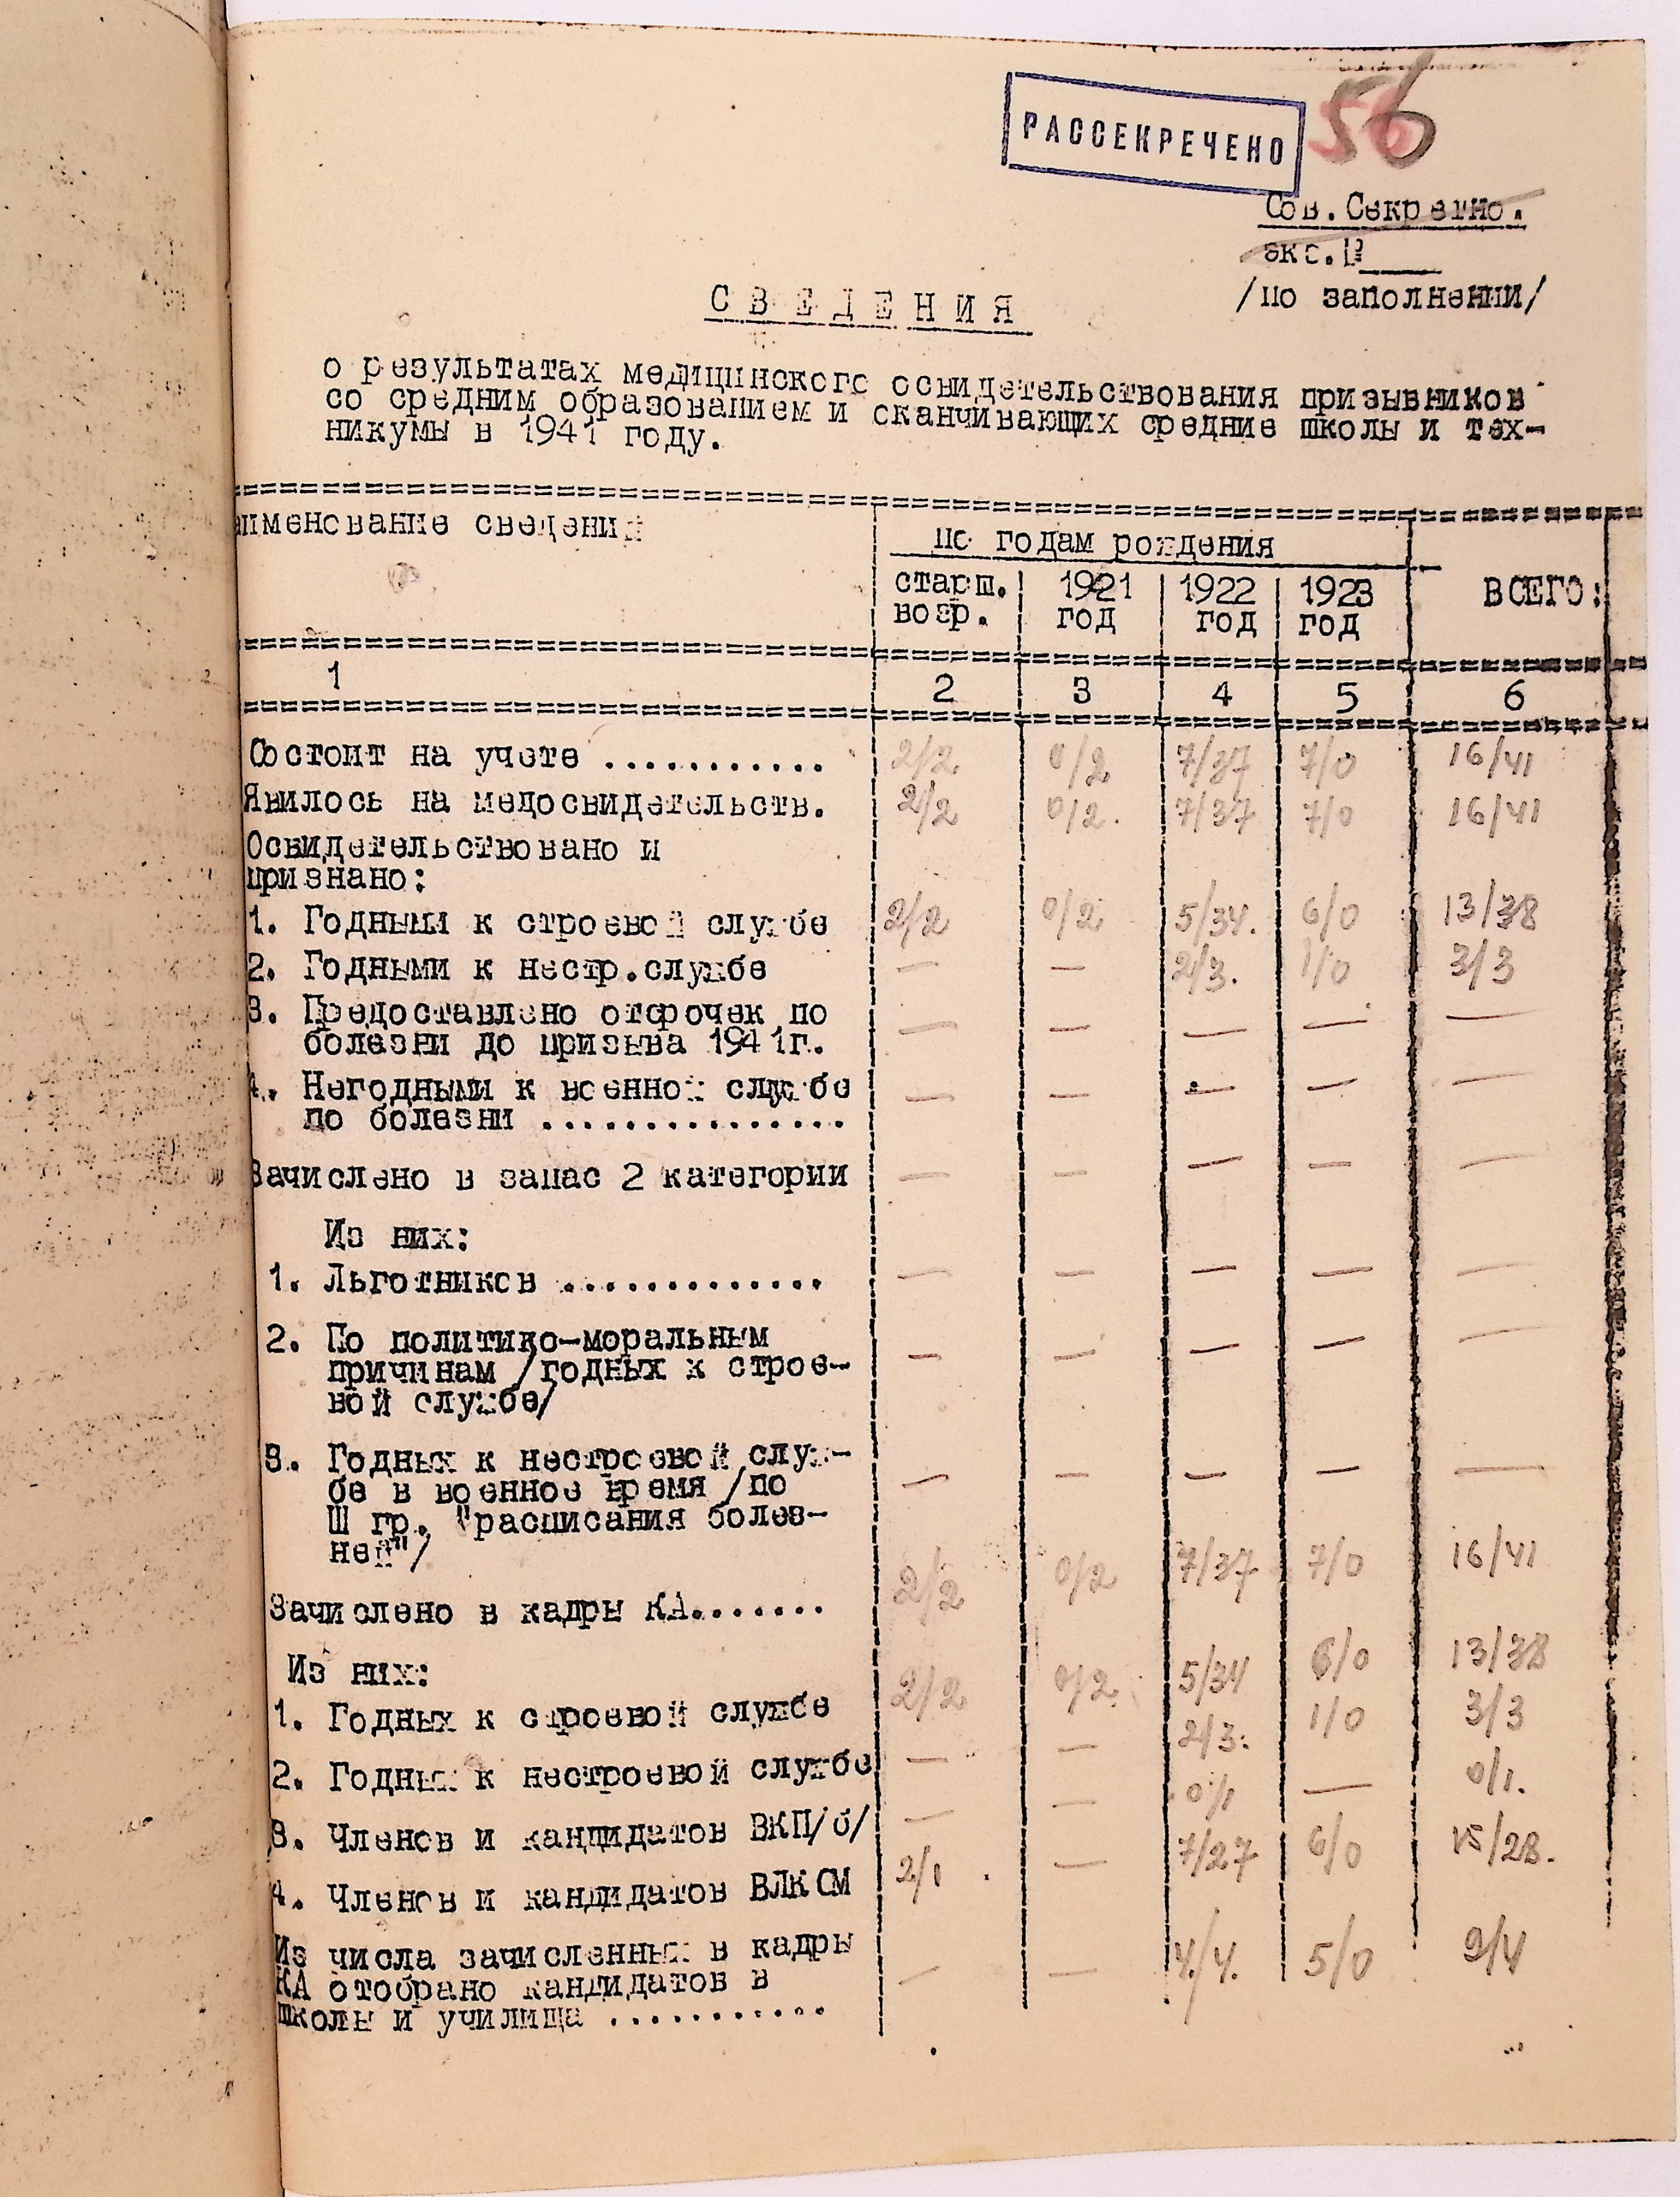 56
РАССЕКРЕЧЕНО
Сов. Секретно.
экс.№
/по заполнении/
СВЕДЕНИЯ
о результатах медицинского освидетельствования призывников
со средним образованием и сканчивающих средние школы и тех-
никумы в 1941 году.
аименование сведений
по годам рождения
старш. 1921 1922 1923 ВСЕГО:
возр. год год год
1 2 3 4 5 6
Состоит на учете ........... 2/2 0/2 7/37 7/0 16/41
Явилось на медосвидетельств. 2/2 0/2. 7/37 7/0 16/41
Освидетельствовано и
признано:
1. Годными к строевой службе 2/2 0/2 5/34. 6/0 13/38
2. Годными к нестр.службе — — 2/3. 1/0 3/3
3. Предоставлено отсрочек по
болезни до призыва 1941г. — — — — —
4. Негодными к военной службе
по болезни ............... — — — — —
Зачислено в запас 2 категории — — — — —
Из них:
1. Льготников ............. — — — — —
2. По политико-моральным
причинам /годных к строе- — — — — —
вой службе/
3. Годных к нестроевой служ-
бе в военное время /по — — — — —
Ш гр. "расписания болез-
ней"/
Зачислено в кадры КА....... 2/2 0/2 7/37 7/0 16/41
Из них:
1. Годных к строевой службе 2/2 0/2 5/34 6/0 13/38
2. Годных к нестроевой службе — — 2/3. 1/0 3/3
3. Членов и кандидатов ВКП/б/ — — 0/1 — 0/1.
4. Членов и кандидатов ВЛКСМ 2/1 — 7/27 6/0 15/28.
Из числа зачисленных в кадры
КА отобрано кандидатов в — — 4/4. 5/0 9/4
школы и училища ...........